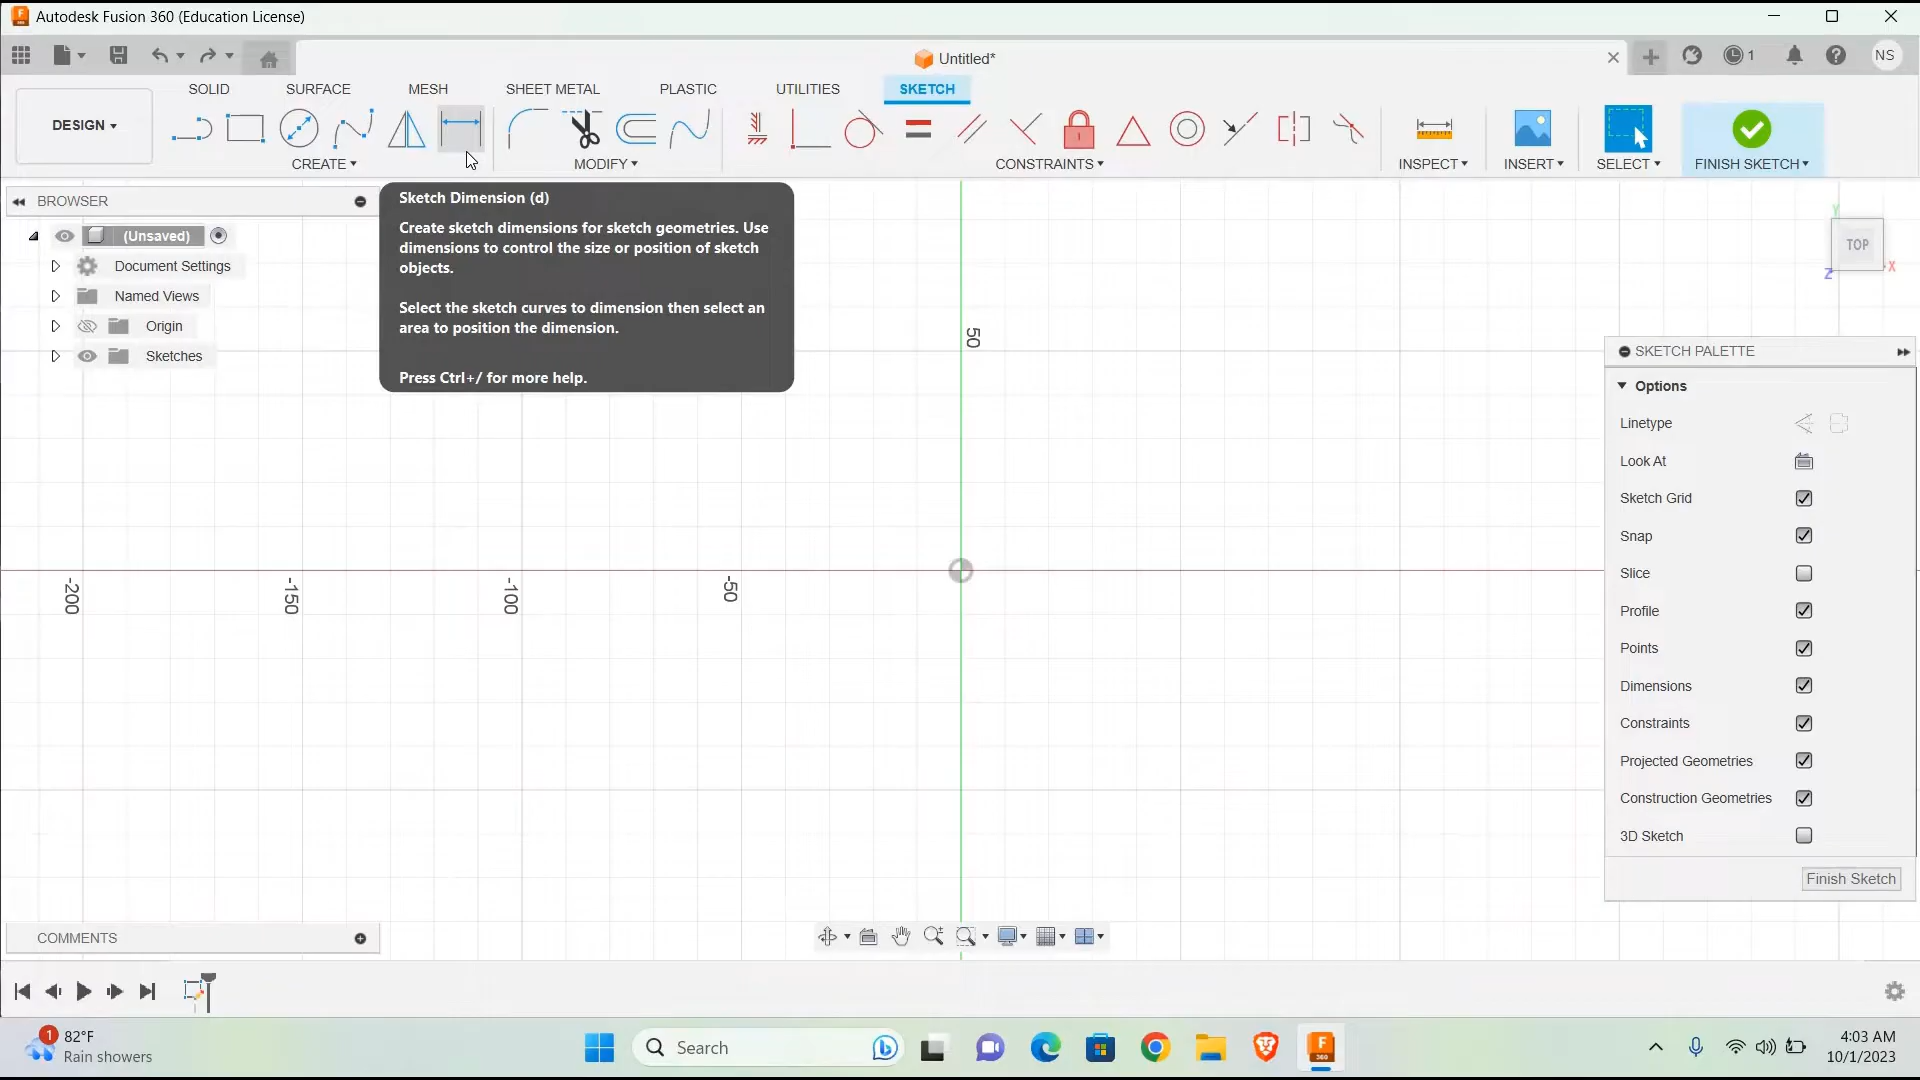 Autodesk Fusion 360 (Education License)
Untitled*
1
NS
SOLID
SURFACE
MESH
SHEET METAL
PLASTIC
UTILITIES
SKETCH
DESIGN
CREATE
MODIFY
CONSTRAINTS
INSPECT
INSERT
SELECT
FINISH SKETCH
BROWSER
(Unsaved)
Document Settings
Named Views
Origin
Sketches
Sketch Dimension (d)
Create sketch dimensions for sketch geometries. Use
dimensions to control the size or position of sketch
objects.
Select the sketch curves to dimension then select an
area to position the dimension.
Press Ctrl+/ for more help.
Y
TOP
X
Z
50
-200
-150
-100
-50
SKETCH PALETTE
Options
Linetype
Look At
Sketch Grid
Snap
Slice
Profile
Points
Dimensions
Constraints
Projected Geometries
Construction Geometries
3D Sketch
Finish Sketch
COMMENTS
1
82°F
Rain showers
Search
F
360
4:03 AM
10/1/2023